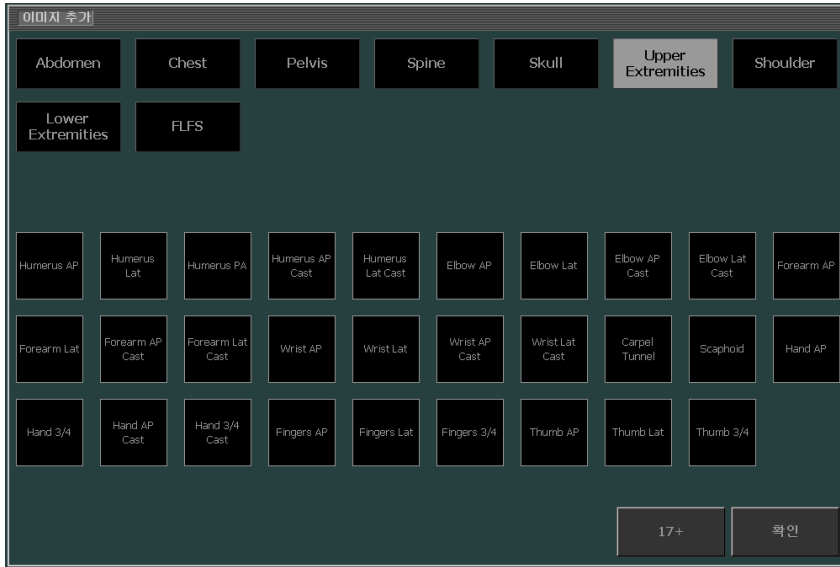 이미지 추가
Abdomen
Chest
Pelvis
Spine
Skull
Upper
Extremities
Shoulder
Lower
Extremities
FLFS
Humerus AP
Humerus
Lat
Humerus PA
Humerus AP
Cast
Humerus
Lat Cast
Elbow AP
Elbow Lat
Elbow AP
Cast
Elbow Lat
Cast
Forearm AP
Forearm Lat
Forearm AP
Cast
Forearm Lat
Cast
Wrist AP
Wrist Lat
Wrist AP
Cast
Wrist Lat
Cast
Carpel
Tunnel
Scaphoid
Hand AP
Hand 3/4
Hand AP
Cast
Hand 3/4
Cast
Fingers AP
Fingers Lat
Fingers 3/4
Thumb AP
Thumb Lat
Thumb 3/4
17+
확인